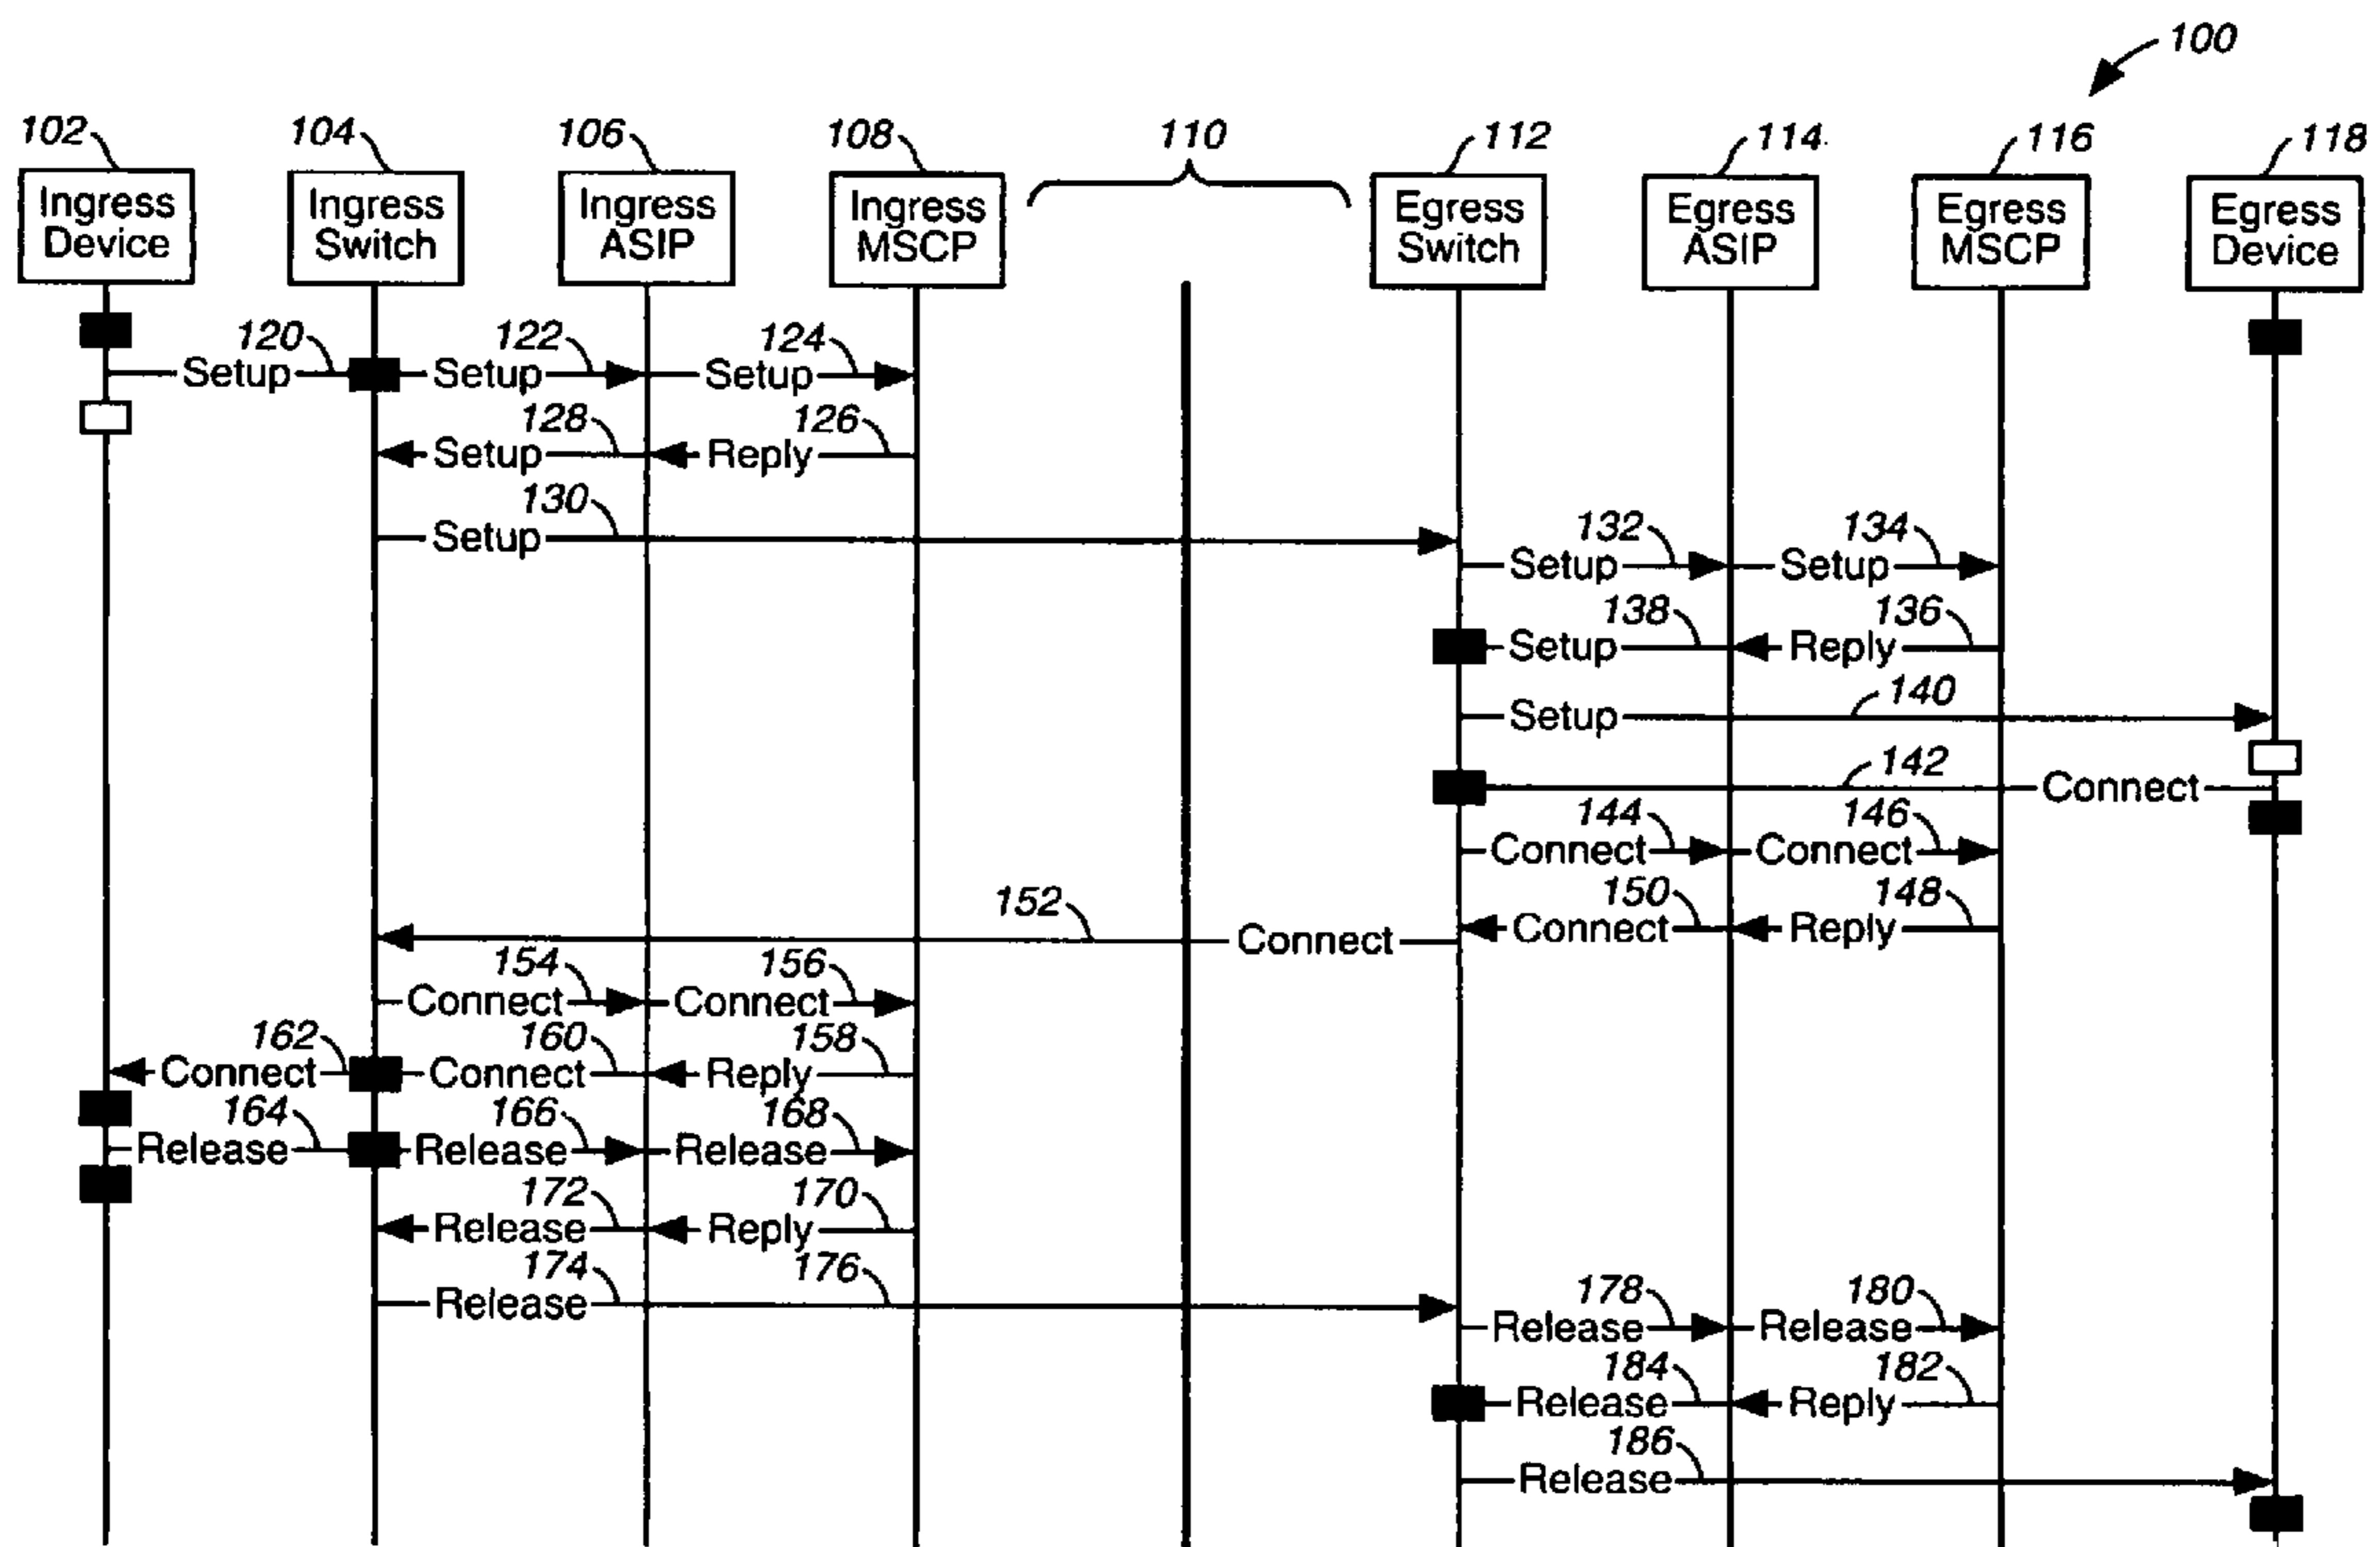 100
102 104 106 108 110 112 114 116 118
Ingress Device
Ingress Switch
Ingress ASIP
Ingress MSCP
Egress Switch
Egress ASIP
Egress MSCP
Egress Device
120 122 124
Setup Setup Setup
128 126
Setup Reply
130
Setup
132 134
Setup Setup
138 136
Setup Reply
140
Setup
142
Connect
144 146
Connect Connect
150 148
Connect Reply
152
Connect
154 156
Connect Connect
162 160 158
Connect Connect Reply
164 166 168
Release Release Release
172 170
Release Reply
174 176
Release
178 180
Release Release
184 182
Release Reply
186
Release